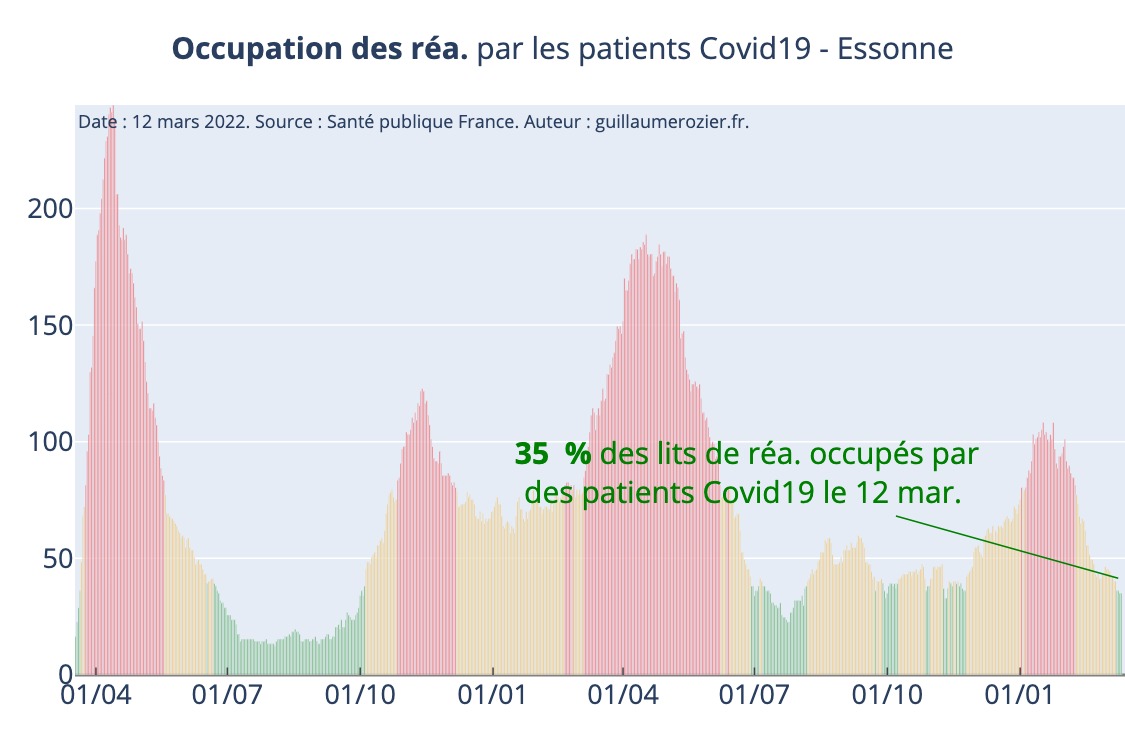 Occupation des réa. par les patients Covid19 - Essonne
Date : 12 mars 2022. Source : Santé publique France. Auteur : guillaumerozier.fr.
200
150
100
50
0
35 % des lits de réa. occupés par
des patients Covid19 le 12 mar.
01/04 01/07 01/10 01/01 01/04 01/07 01/10 01/01